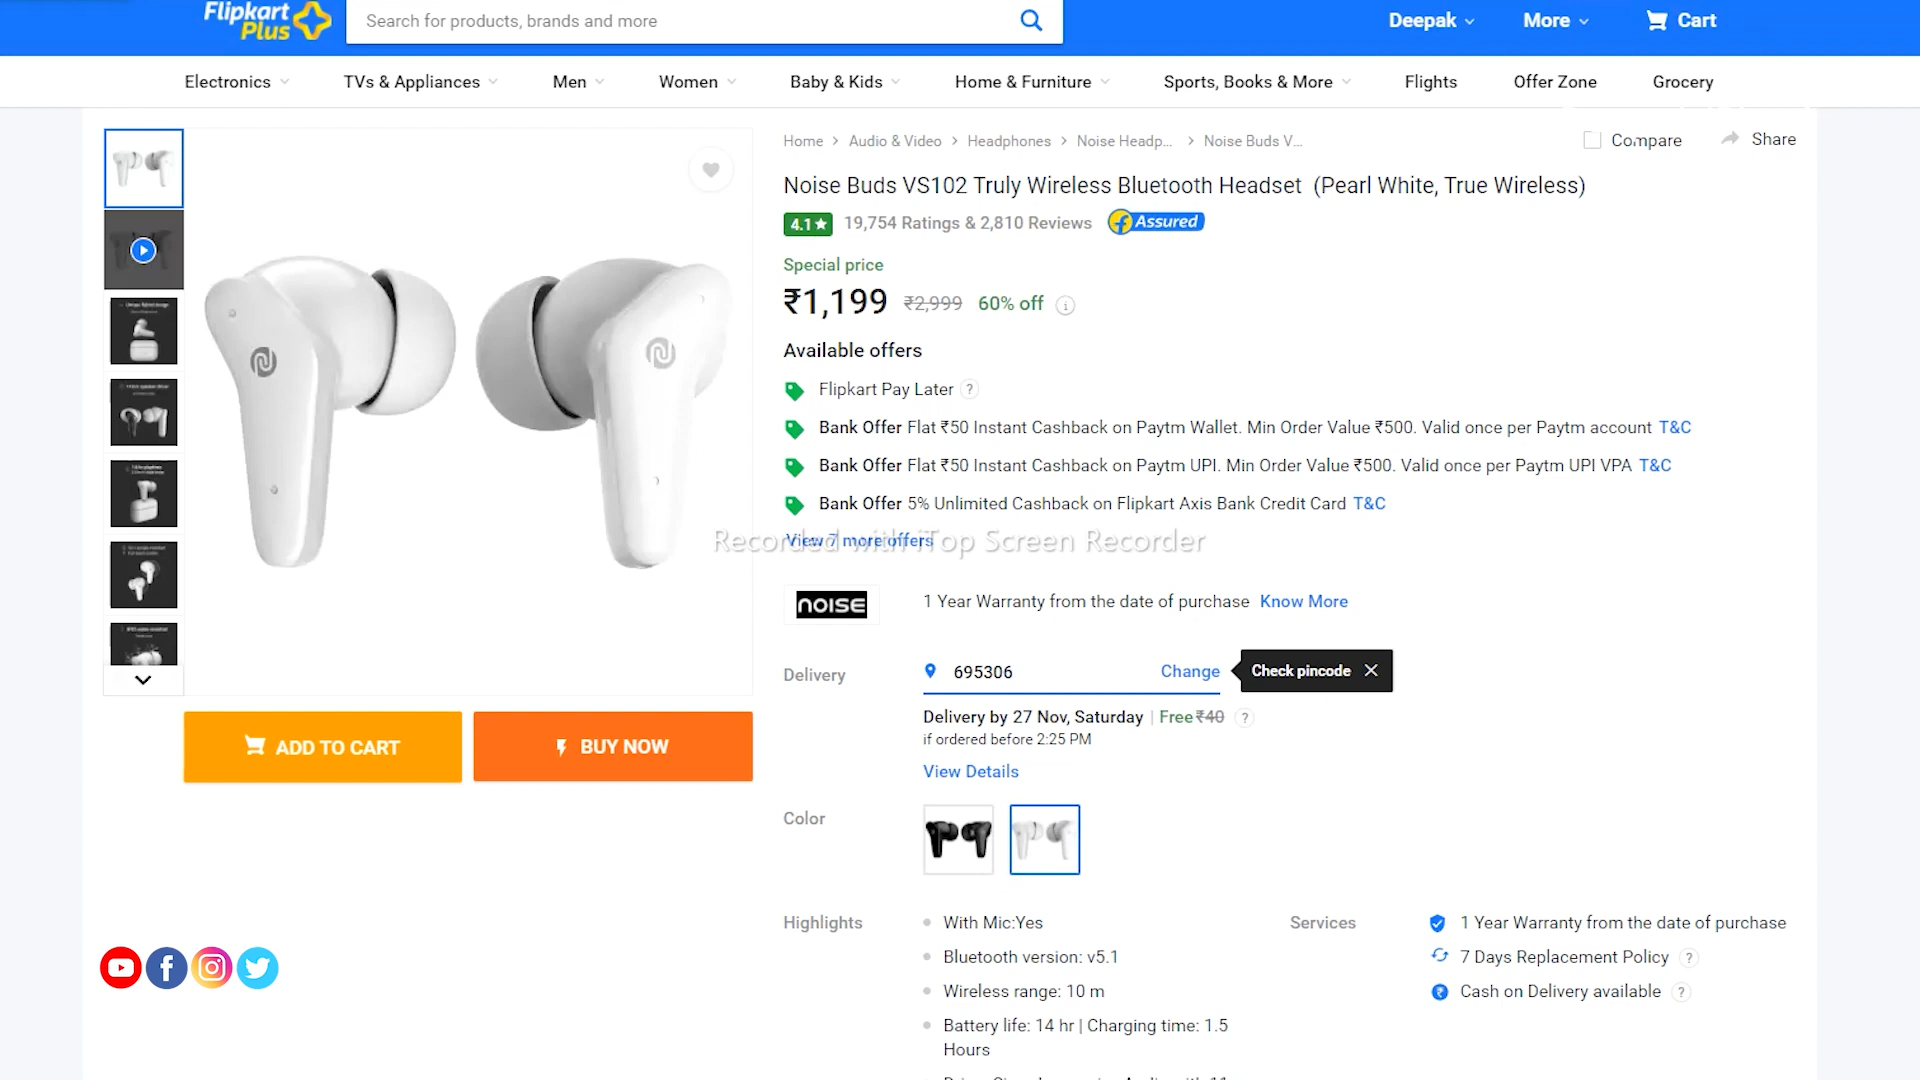 Flipkart
Plus
Search for products, brands and more
Deepak
More
Cart
Electronics
TVs & Appliances
Men
Women
Baby & Kids
Home & Furniture
Sports, Books & More
Flights
Offer Zone
Grocery
Home > Audio & Video > Headphones > Noise Headp... > Noise Buds V...
Compare
Share
Noise Buds VS102 Truly Wireless Bluetooth Headset (Pearl White, True Wireless)
4.1★ 19,754 Ratings & 2,810 Reviews Assured
Special price
₹1,199 ₹2,999 60% off
Available offers
Flipkart Pay Later ?
Bank Offer Flat ₹50 Instant Cashback on Paytm Wallet. Min Order Value ₹500. Valid once per Paytm account T&C
Bank Offer Flat ₹50 Instant Cashback on Paytm UPI. Min Order Value ₹500. Valid once per Paytm UPI VPA T&C
Bank Offer 5% Unlimited Cashback on Flipkart Axis Bank Credit Card T&C
View 7 more offers
Recorded with iTop Screen Recorder
NOISE
1 Year Warranty from the date of purchase Know More
Delivery
695306
Change
Check pincode
Delivery by 27 Nov, Saturday | Free ₹40 ?
if ordered before 2:25 PM
View Details
ADD TO CART
BUY NOW
Color
Highlights
With Mic:Yes
Bluetooth version: v5.1
Wireless range: 10 m
Battery life: 14 hr | Charging time: 1.5
Hours
Services
1 Year Warranty from the date of purchase
7 Days Replacement Policy ?
Cash on Delivery available ?